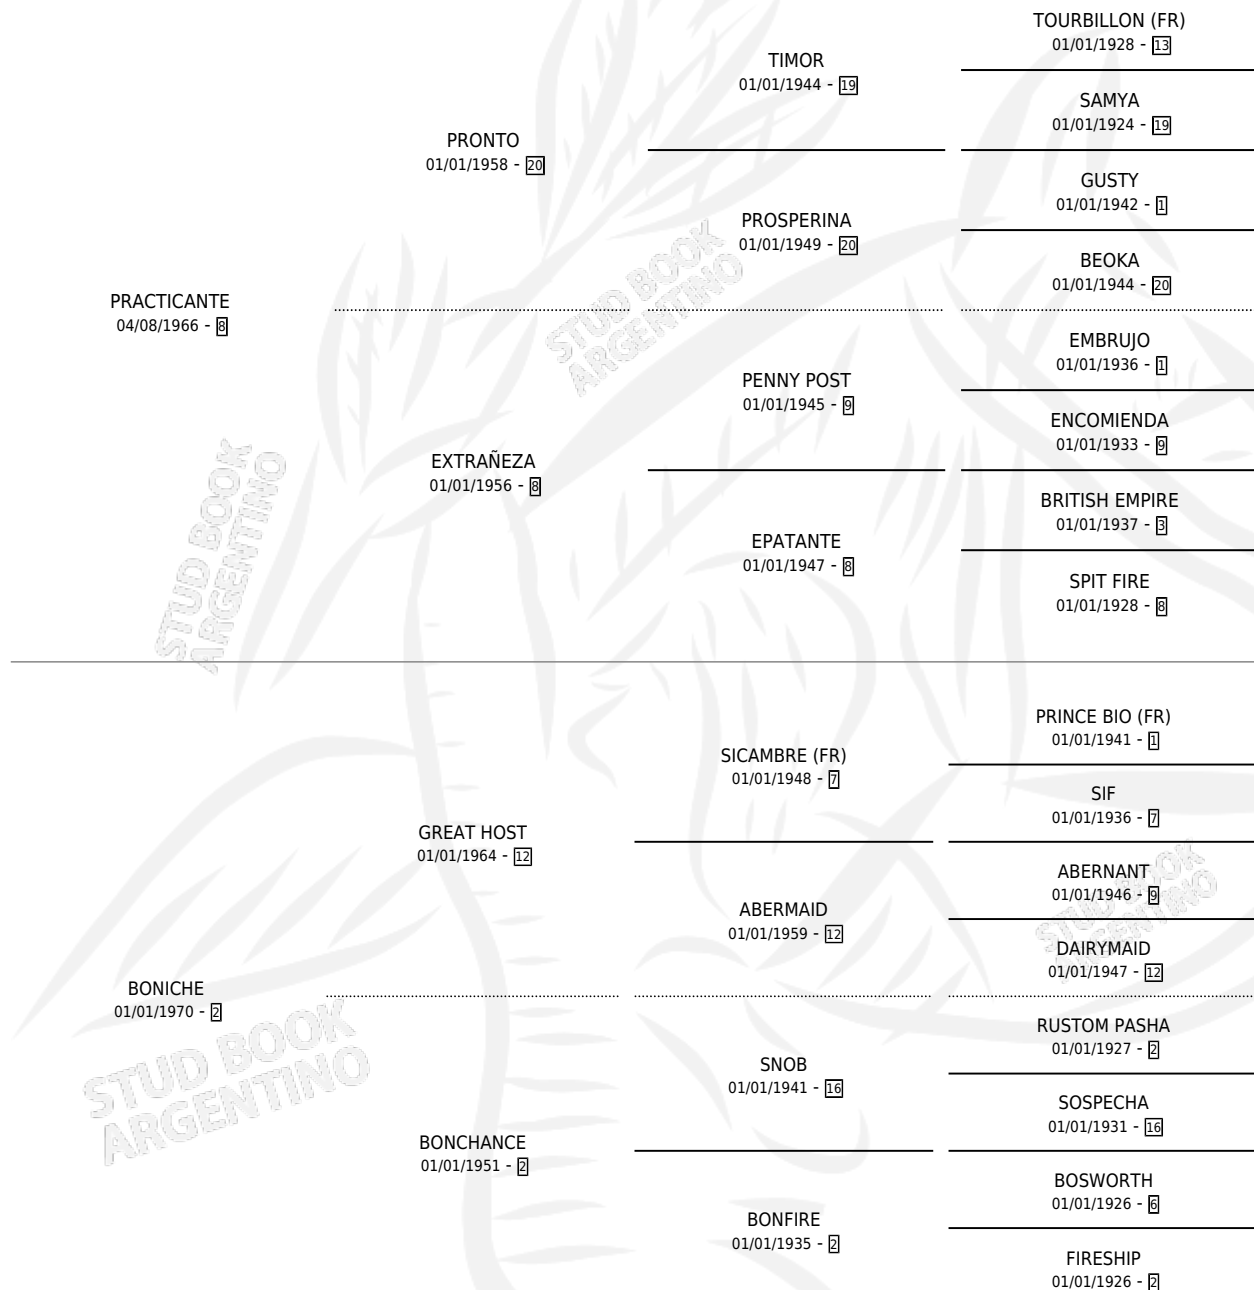 TOURBILLON (FR)
01/01/1928 - 13
TIMOR
01/01/1944 - 19
SAMYA
01/01/1924 - 19
PRONTO
01/01/1958 - 20
GUSTY
01/01/1942 - 1
PROSPERINA
01/01/1949 - 20
BEOKA
01/01/1944 - 20
PRACTICANTE
04/08/1966 - 8
EMBRUJO
01/01/1936 - 1
PENNY POST
01/01/1945 - 9
ENCOMIENDA
01/01/1933 - 9
EXTRAÑEZA
01/01/1956 - 8
BRITISH EMPIRE
01/01/1937 - 3
EPATANTE
01/01/1947 - 8
SPIT FIRE
01/01/1928 - 8
PRINCE BIO (FR)
01/01/1941 - 1
SICAMBRE (FR)
01/01/1948 - 7
SIF
01/01/1936 - 7
GREAT HOST
01/01/1964 - 12
ABERNANT
01/01/1946 - 9
ABERMAID
01/01/1959 - 12
DAIRYMAID
01/01/1947 - 12
BONICHE
01/01/1970 - 2
RUSTOM PASHA
01/01/1927 - 2
SNOB
01/01/1941 - 16
SOSPECHA
01/01/1931 - 16
BONCHANCE
01/01/1951 - 2
BOSWORTH
01/01/1926 - 6
BONFIRE
01/01/1935 - 2
FIRESHIP
01/01/1926 - 2
STUD BOOK
ARGENTINO
STUD BOOK
ARGENTINO
STUD BOOK
ARGENTINO
STUD BOOK
ARGENTINO